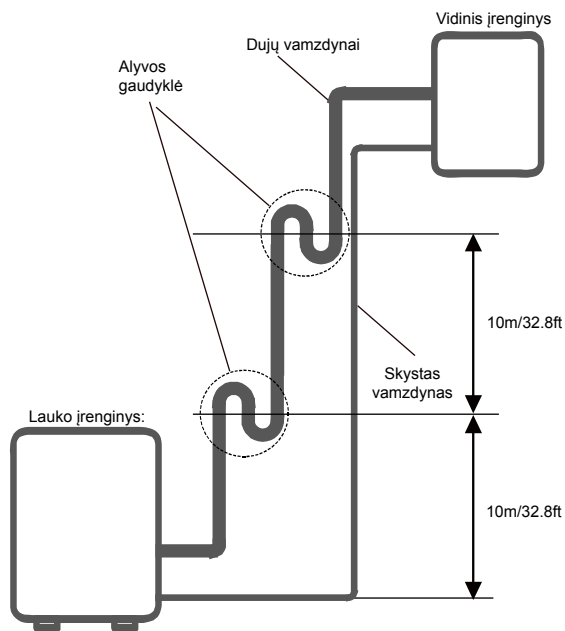 Vidinis įrenginys
Dujų vamzdynai
Alyvos
gaudyklė
10m/32.8ft
Skystas
vamzdynas
Lauko įrenginys:
10m/32.8ft